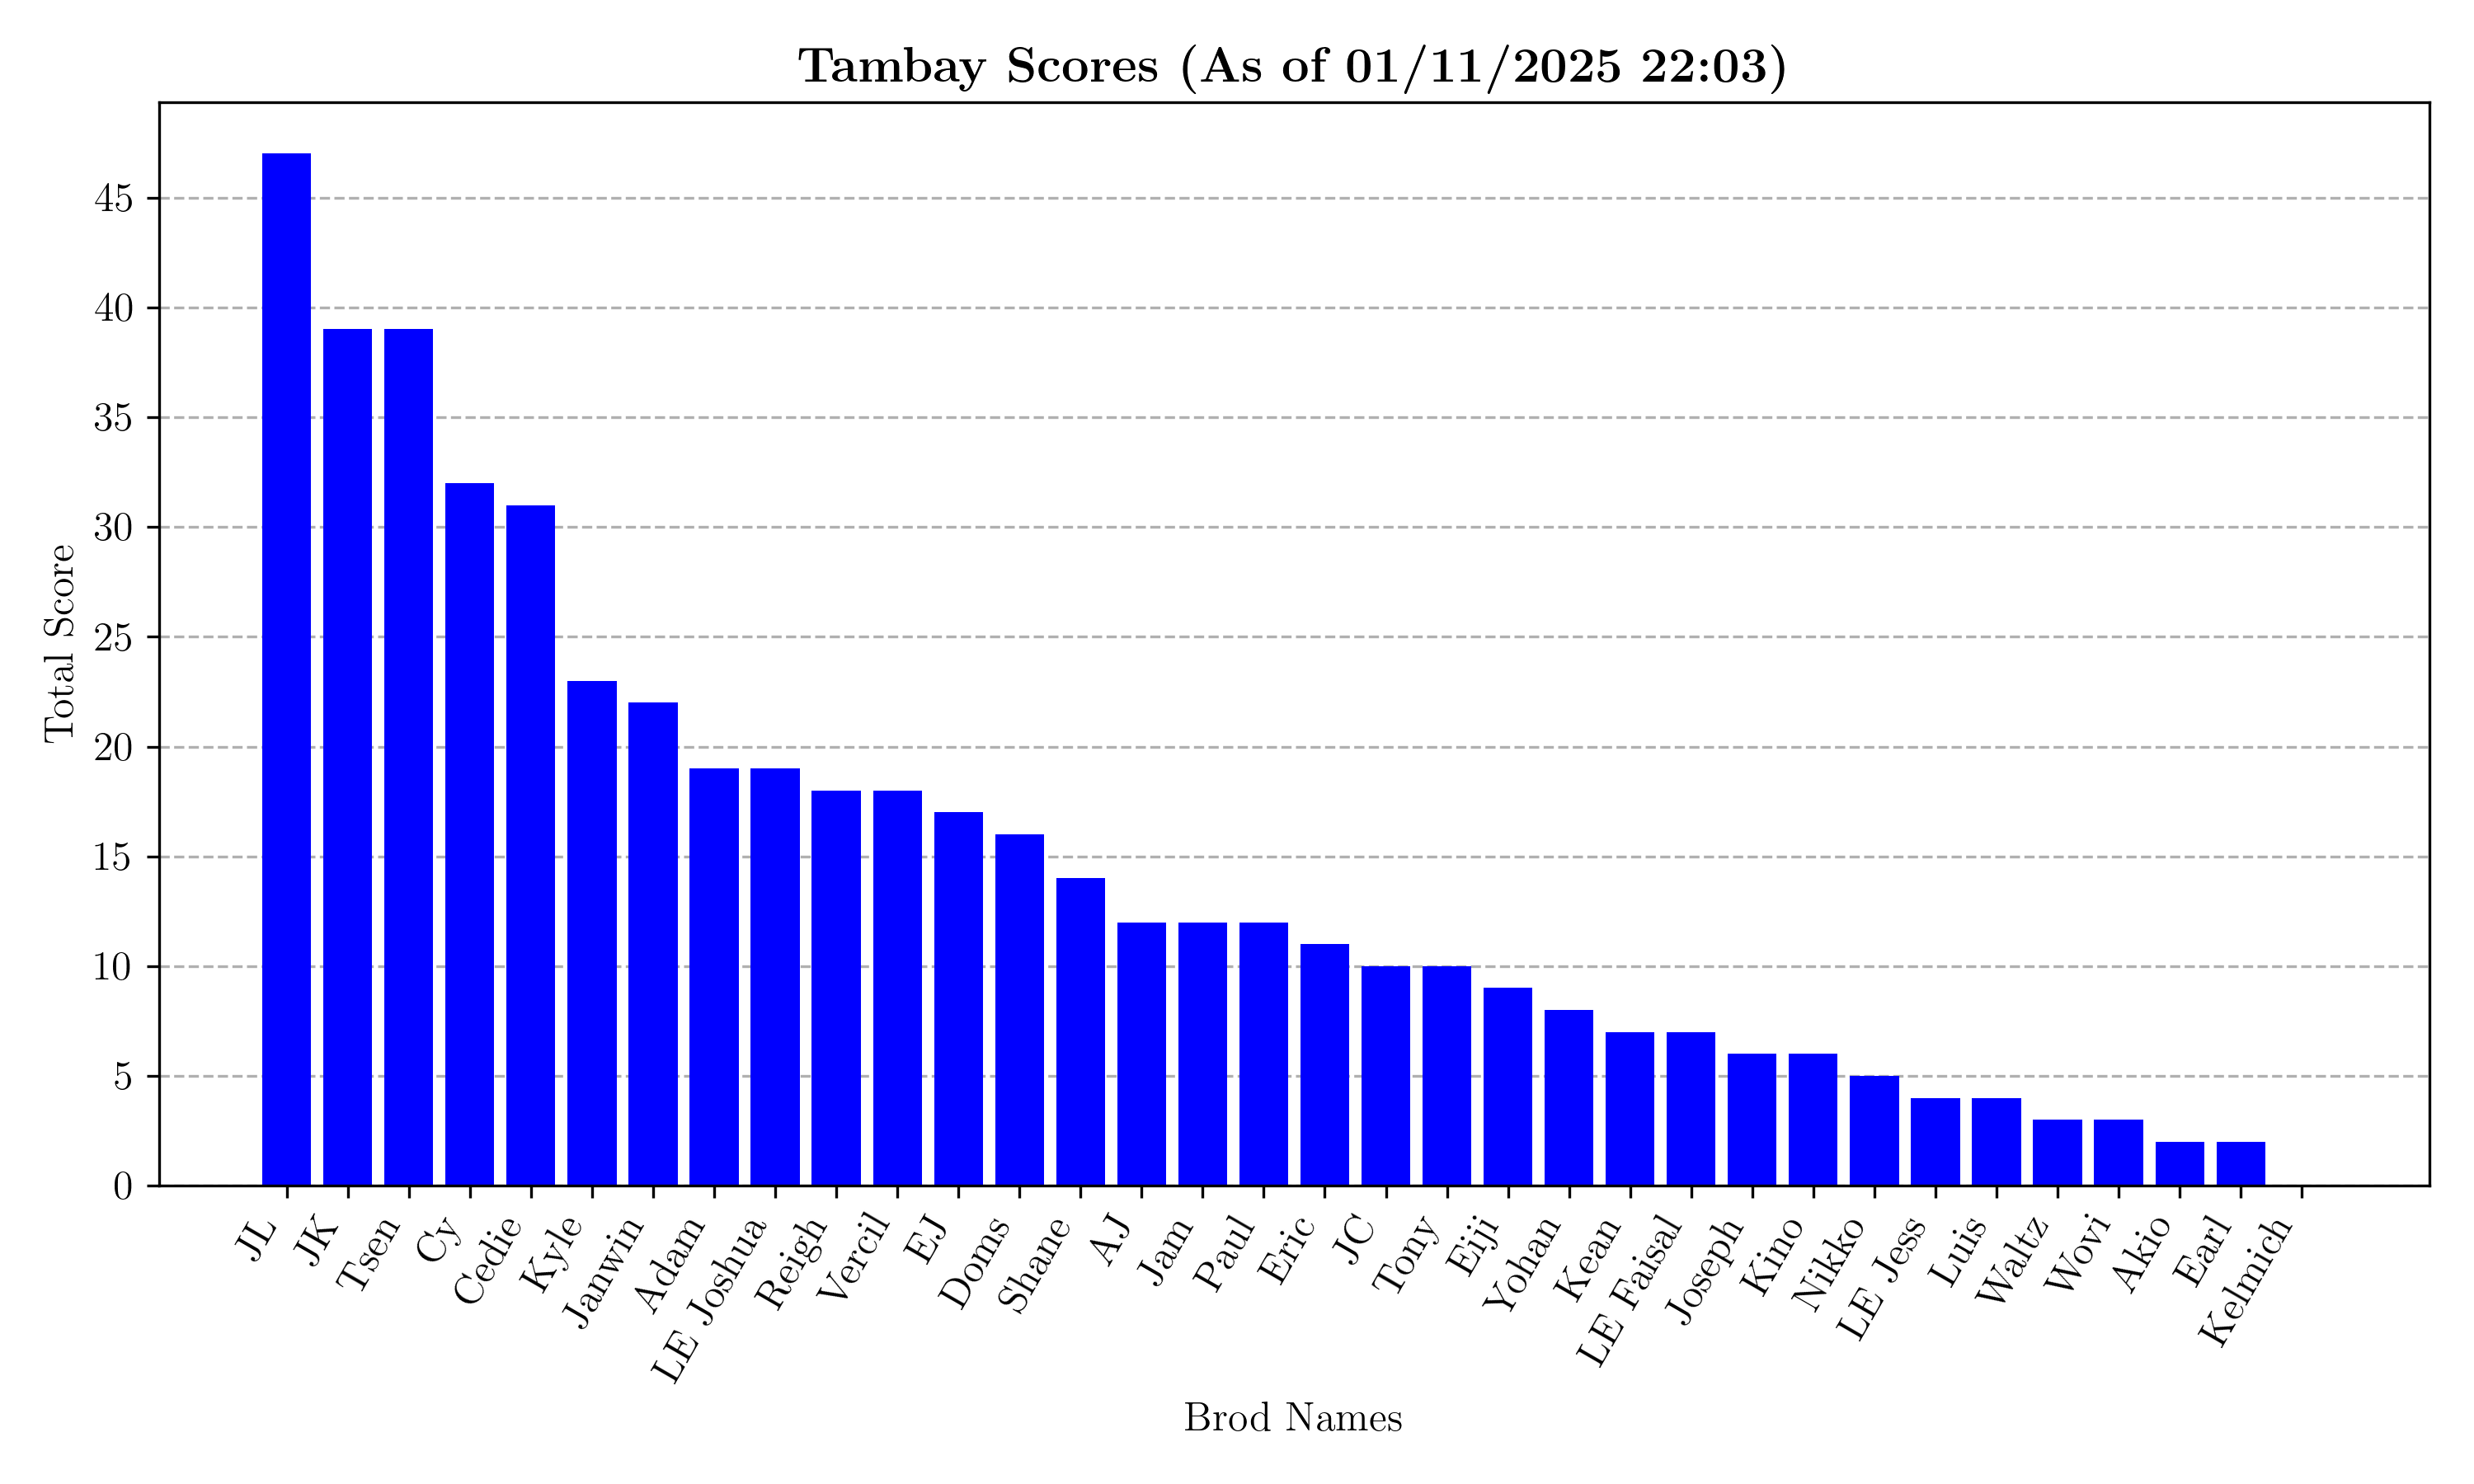 Tambay Scores (As of 01/11/2025 22:03)
Total Score
45
40
35
30
25
20
15
10
5
0
JL
JK
Tsen
Cy
Cedie
Kyle
Janwin
Adam
LE Joshua
Reigh
Vercil
EJ
Doms
Shane
AJ
Jam
Paul
Eric
JC
Tony
Eiji
Yohan
Kean
LE Faisal
Joseph
Kino
Nikko
LE Jess
Luis
Waltz
Wovi
Akio
Earl
Kelmich
Brod Names